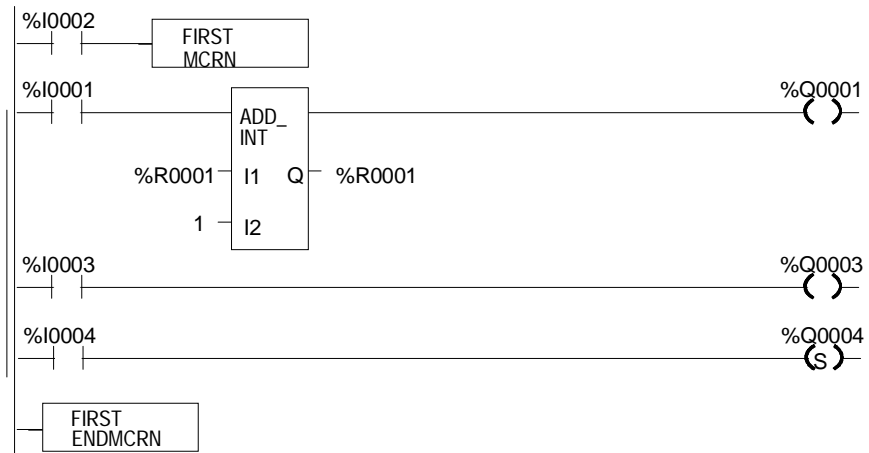 %I0002
FIRST
MCRN
%I0001
%Q0001
ADD_
INT
%R0001 I1 Q %R0001
1 I2
%I0003
%Q0003
%I0004
%Q0004
S
FIRST
ENDMCRN